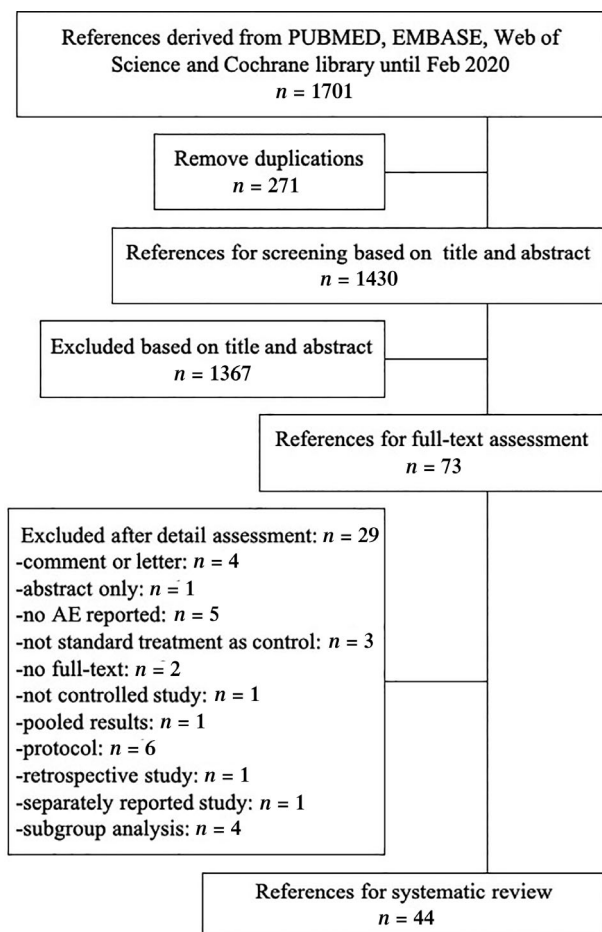 References derived from PUBMED, EMBASE, Web of
Science and Cochrane library until Feb 2020
n = 1701
Remove duplications
n = 271
References for screening based on title and abstract
n = 1430
Excluded based on title and abstract
n = 1367
References for full-text assessment
n = 73
Excluded after detail assessment: n = 29
-comment or letter: n = 4
-abstract only: n = 1
-no AE reported: n = 5
-not standard treatment as control: n = 3
-no full-text: n = 2
-not controlled study: n = 1
-pooled results: n = 1
-protocol: n = 6
-retrospective study: n = 1
-separately reported study: n = 1
-subgroup analysis: n = 4
References for systematic review
n = 44